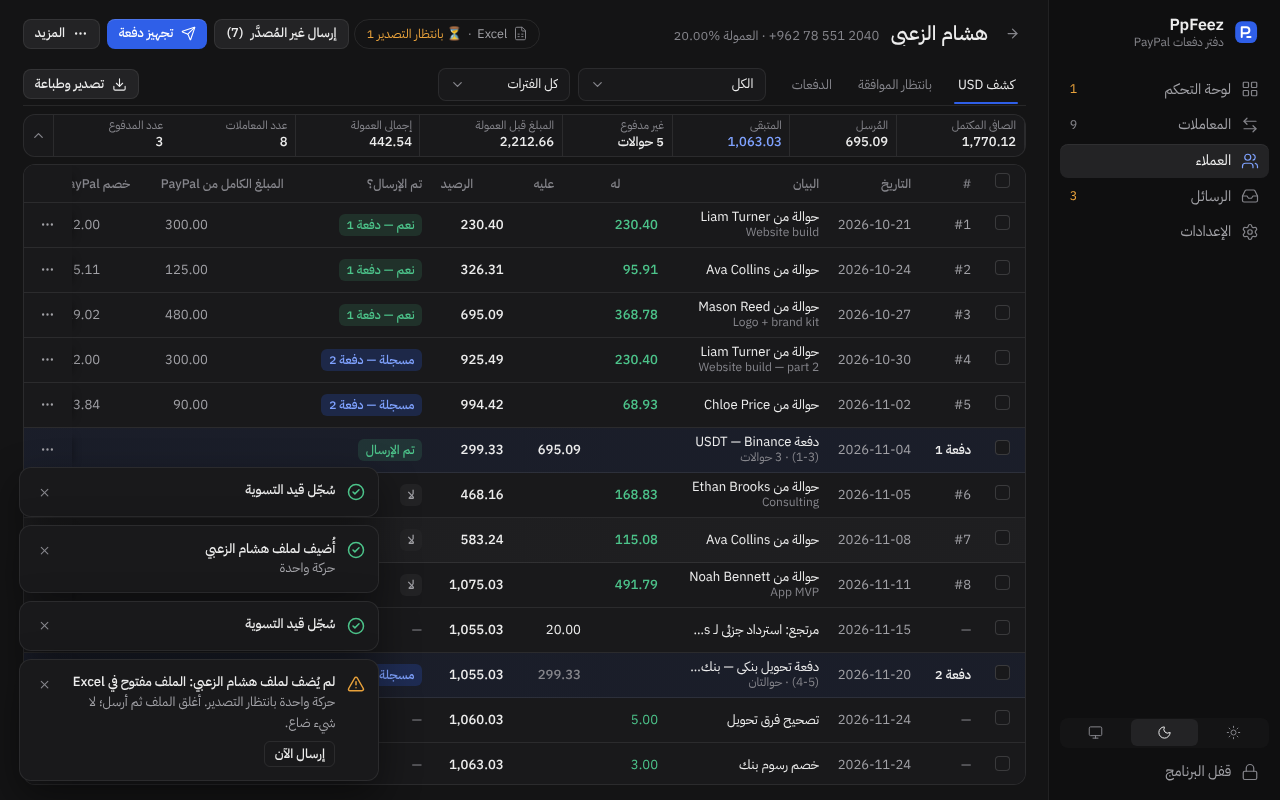 PpFeez
دفتر دفعات PayPal
لوحة التحكم 1
المعاملات 9
العملاء
الرسائل 3
الإعدادات
قفل البرنامج
هشام الزعبي
+962 78 551 2040 · العمولة 20.00%
Excel · ⏳ بانتظار التصدير 1
إرسال غير المُصدَّر (7)
تجهيز دفعة
المزيد
كشف USD
بانتظار الموافقة
الدفعات
الكل
كل الفترات
تصدير وطباعة
الصافي المكتمل 1,770.12
المُرسل 695.09
المتبقي 1,063.03
غير مدفوع 5 حوالات
المبلغ قبل العمولة 2,212.66
إجمالي العمولة 442.54
عدد المعاملات 8
عدد المدفوع 3
# التاريخ البيان له عليه الرصيد تم الإرسال؟ المبلغ الكامل من PayPal خصم
#1 2026-10-21 حوالة من Liam Turner 230.40 230.40 نعم — دفعة 1 300.00 2.00
Website build
#2 2026-10-24 حوالة من Ava Collins 95.91 326.31 نعم — دفعة 1 125.00 5.11
#3 2026-10-27 حوالة من Mason Reed 368.78 695.09 نعم — دفعة 1 480.00 9.02
Logo + brand kit
#4 2026-10-30 حوالة من Liam Turner 230.40 925.49 مسجلة — دفعة 2 300.00 2.00
Website build — part 2
#5 2026-11-02 حوالة من Chloe Price 68.93 994.42 مسجلة — دفعة 2 90.00 3.84
دفعة 1 2026-11-04 دفعة USDT — Binance 695.09 299.33 تم الإرسال
(1-3) · 3 حوالات
#6 2026-11-05 حوالة من Ethan Brooks 168.83 468.16 لا
Consulting
#7 2026-11-08 حوالة من Ava Collins 115.08 583.24 لا
#8 2026-11-11 حوالة من Noah Bennett 491.79 1,075.03 لا
App MVP
— 2026-11-15 مرتجع: استرداد جزئي لـ s... 20.00 1,055.03 —
دفعة 2 2026-11-20 دفعة تحويل بنكي — بنك... 299.33 1,055.03 مسجلة
(4-5) · حوالتان
— 2026-11-24 تصحيح فرق تحويل 5.00 1,060.03 —
— 2026-11-24 خصم رسوم بنك 3.00 1,063.03 —
سُجّل قيد التسوية
أُضيف لملف هشام الزعبي
حركة واحدة
سُجّل قيد التسوية
لم يُضف لملف هشام الزعبي: الملف مفتوح في Excel
حركة واحدة بانتظار التصدير. أغلق الملف ثم أرسل؛ لا
شيء ضاع.
إرسال الآن